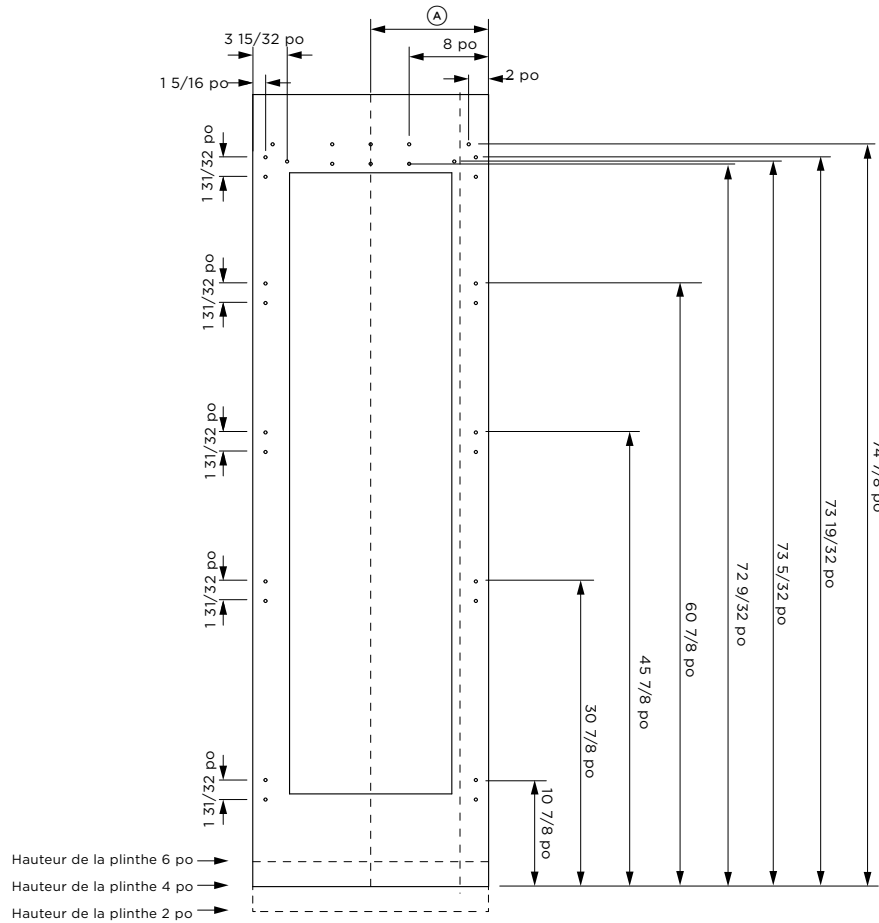 A
3 15/32 po
8 po
1 5/16 po
2 po
1 31/32 po
1 31/32 po
1 31/32 po
1 31/32 po
1 31/32 po
74 7/8 po
73 19/32 po
73 5/32 po
72 9/32 po
60 7/8 po
45 7/8 po
30 7/8 po
10 7/8 po
Hauteur de la plinthe 6 po
Hauteur de la plinthe 4 po
Hauteur de la plinthe 2 po